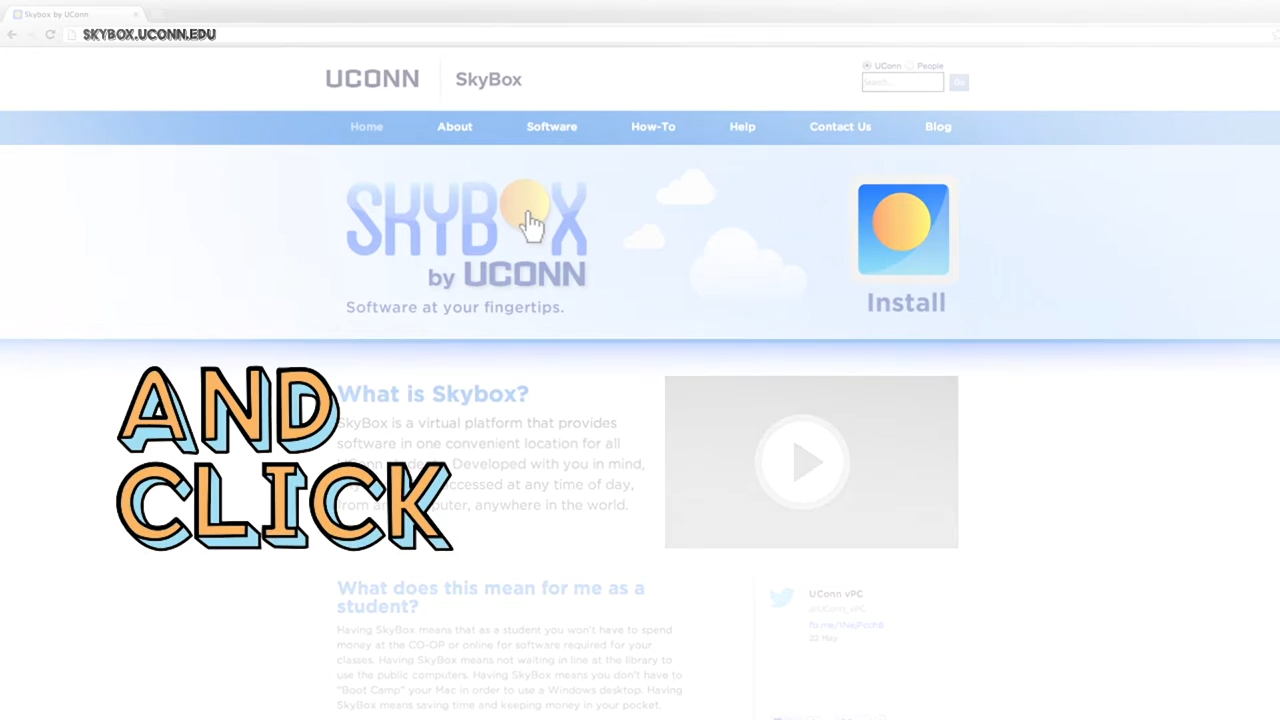 Skybox by UConn
SKYBOX.UCONN.EDU
UCONN SkyBox
UConn People
Search... Go
Home About Software How-To Help Contact Us Blog
SKYBOX
by UCONN
Software at your fingertips.
Install
AND
CLICK
What is Skybox?
SkyBox is a virtual platform that provides
software in one convenient location for all
Developed with you in mind,
at any time of day,
anywhere in the world.
What does this mean for me as a
student?
Having SkyBox means that as a student you won't have to spend
money at the CO-OP or online for software required for your
classes. Having SkyBox means not waiting in line at the library to
use the public computers. Having SkyBox means you don't have to
"Boot Camp" your Mac in order to use a Windows desktop. Having
SkyBox means saving time and keeping money in your pocket.
UConn vPC
@UConn_vPC
22 May